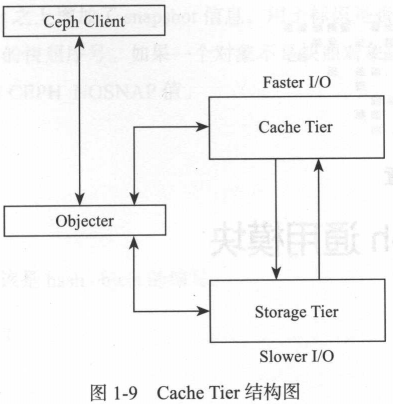 Ceph Client
Faster I/O
Cache Tier
Objecter
Storage Tier
Slower I/O
图 1-9 Cache Tier 结构图